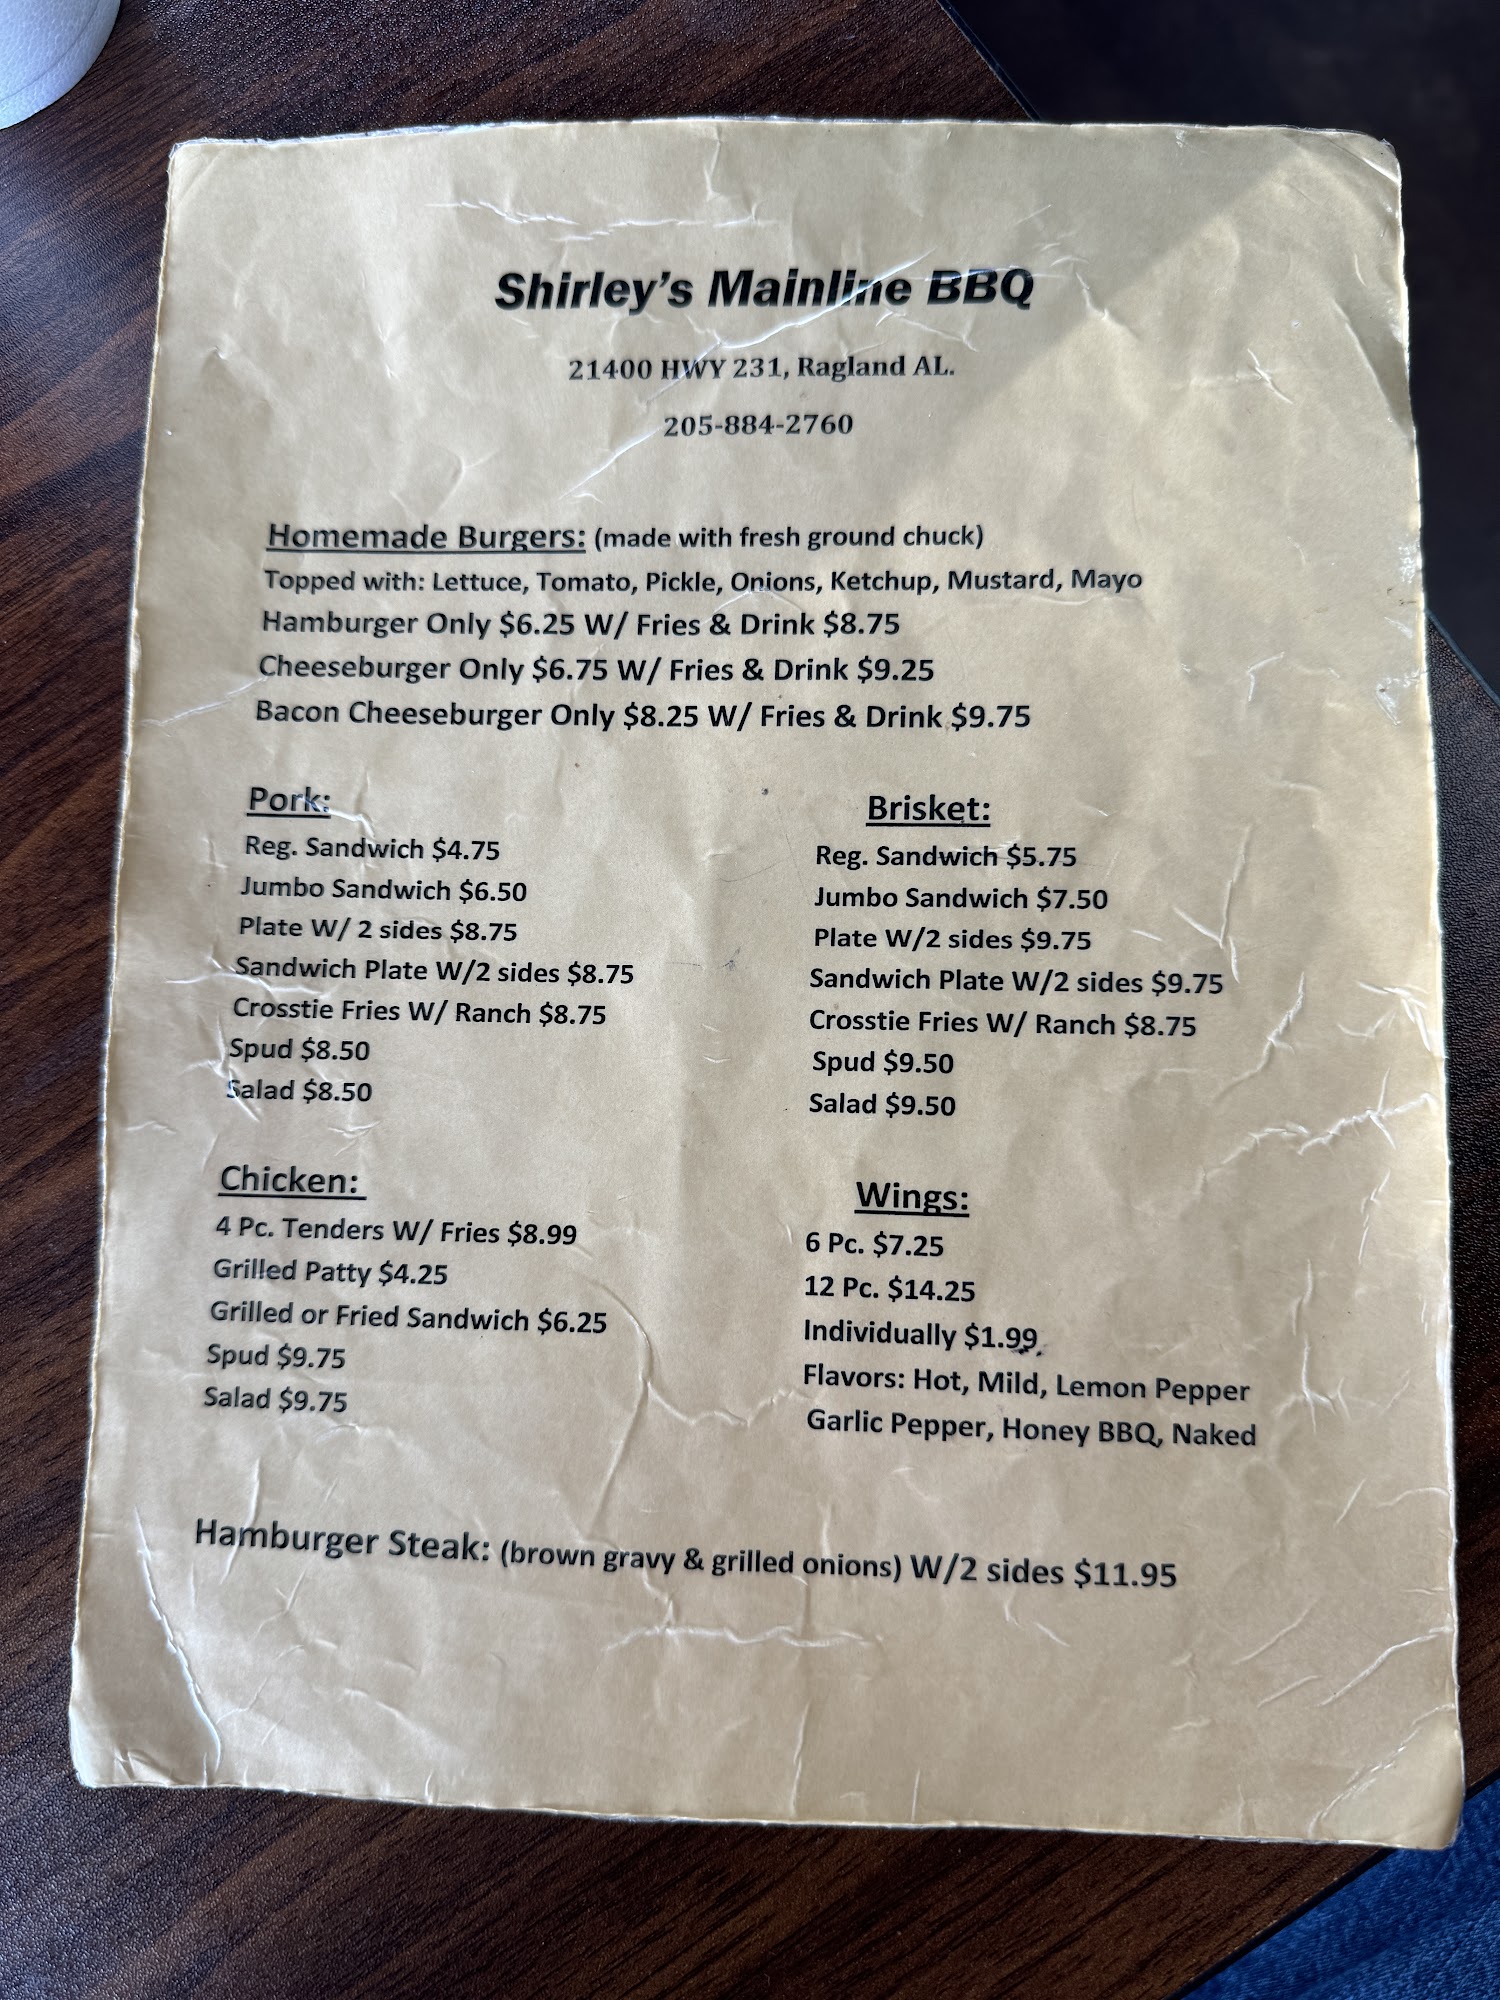 Shirley's Mainline BBQ
21400 HWY 231, Ragland AL.
205-884-2760
Homemade Burgers: (made with fresh ground chuck)
Topped with: Lettuce, Tomato, Pickle, Onions, Ketchup, Mustard, Mayo
Hamburger Only $6.25 W/ Fries & Drink $8.75
Cheeseburger Only $6.75 W/ Fries & Drink $9.25
Bacon Cheeseburger Only $8.25 W/ Fries & Drink $9.75
Pork:
Reg. Sandwich $4.75
Jumbo Sandwich $6.50
Plate W/ 2 sides $8.75
Sandwich Plate W/2 sides $8.75
Crosstie Fries W/ Ranch $8.75
Spud $8.50
Salad $8.50
Brisket:
Reg. Sandwich $5.75
Jumbo Sandwich $7.50
Plate W/2 sides $9.75
Sandwich Plate W/2 sides $9.75
Crosstie Fries W/ Ranch $8.75
Spud $9.50
Salad $9.50
Chicken:
4 Pc. Tenders W/ Fries $8.99
Grilled Patty $4.25
Grilled or Fried Sandwich $6.25
Spud $9.75
Salad $9.75
Wings:
6 Pc. $7.25
12 Pc. $14.25
Individually $1.99
Flavors: Hot, Mild, Lemon Pepper
Garlic Pepper, Honey BBQ, Naked
Hamburger Steak: (brown gravy & grilled onions) W/2 sides $11.95